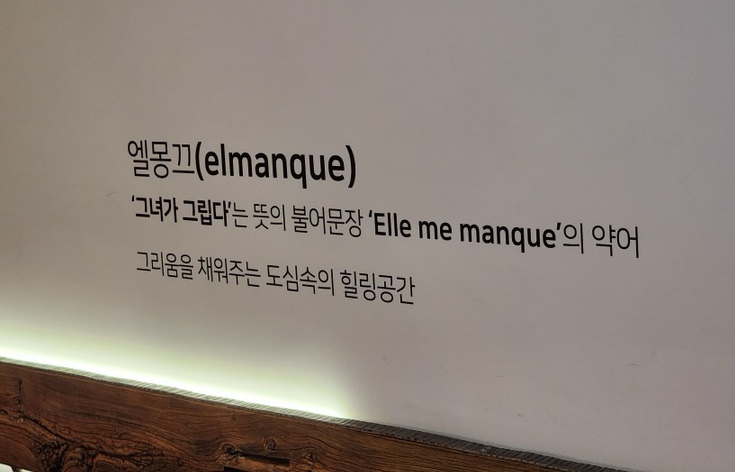 엘몽끄(elmanque)
'그녀가 그립다'는 뜻의 불어문장 'Elle me manque'의 약어
그리움을 채워주는 도심속의 힐링공간